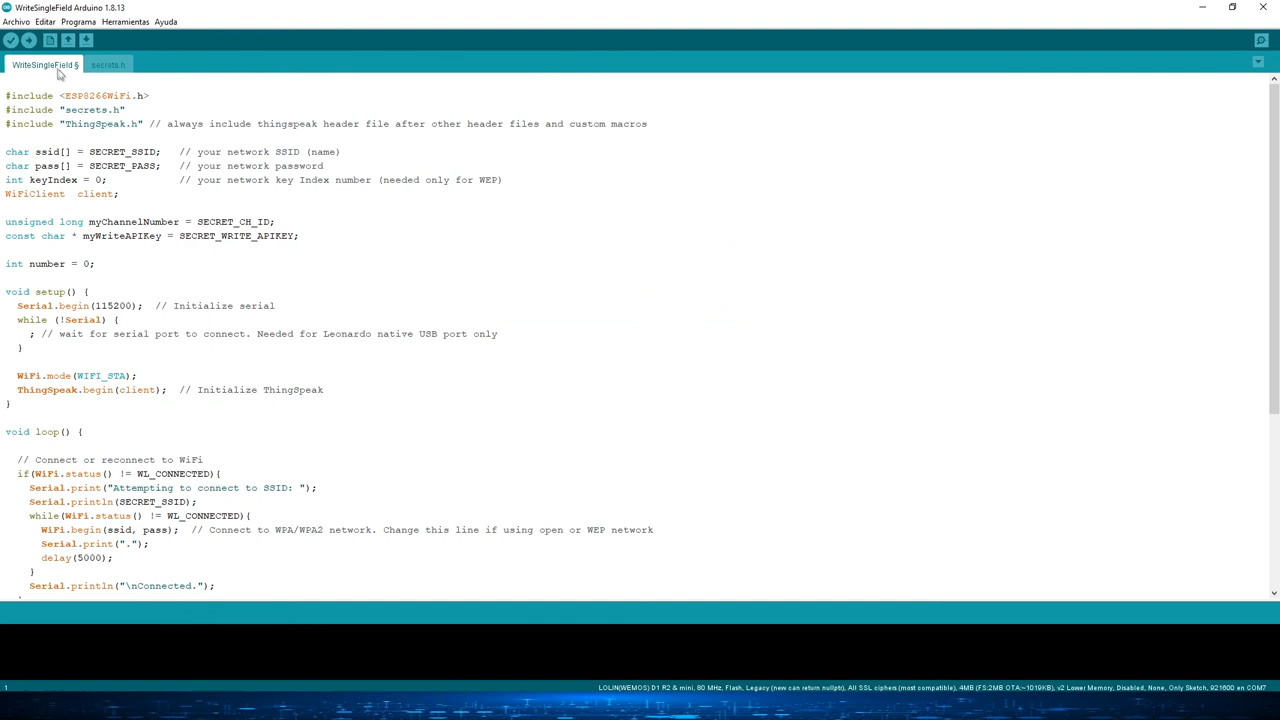 WriteSingleField Arduino 1.8.13
Archivo Editar Programa Herramientas Ayuda
WriteSingleField § secrets.h
#include <ESP8266WiFi.h>
#include "secrets.h"
#include "ThingSpeak.h" // always include thingspeak header file after other header files and custom macros
char ssid[] = SECRET_SSID;   // your network SSID (name)
char pass[] = SECRET_PASS;   // your network password
int keyIndex = 0;            // your network key Index number (needed only for WEP)
WiFiClient  client;
unsigned long myChannelNumber = SECRET_CH_ID;
const char * myWriteAPIKey = SECRET_WRITE_APIKEY;
int number = 0;
void setup() {
  Serial.begin(115200);  // Initialize serial
  while (!Serial) {
    ; // wait for serial port to connect. Needed for Leonardo native USB port only
  }
  WiFi.mode(WIFI_STA);
  ThingSpeak.begin(client);  // Initialize ThingSpeak
}
void loop() {
  // Connect or reconnect to WiFi
  if(WiFi.status() != WL_CONNECTED){
    Serial.print("Attempting to connect to SSID: ");
    Serial.println(SECRET_SSID);
    while(WiFi.status() != WL_CONNECTED){
      WiFi.begin(ssid, pass);  // Connect to WPA/WPA2 network. Change this line if using open or WEP network
      Serial.print(".");
      delay(5000);
    }
    Serial.println("\nConnected.");
1 LOLIN(WEMOS) D1 R2 & mini, 80 MHz, Flash, Legacy (new can return nullptr), All SSL ciphers (most compatible), 4MB (FS:2MB OTA:~1019KB), v2 Lower Memory, Disabled, None, Only Sketch, 921600 en COM7